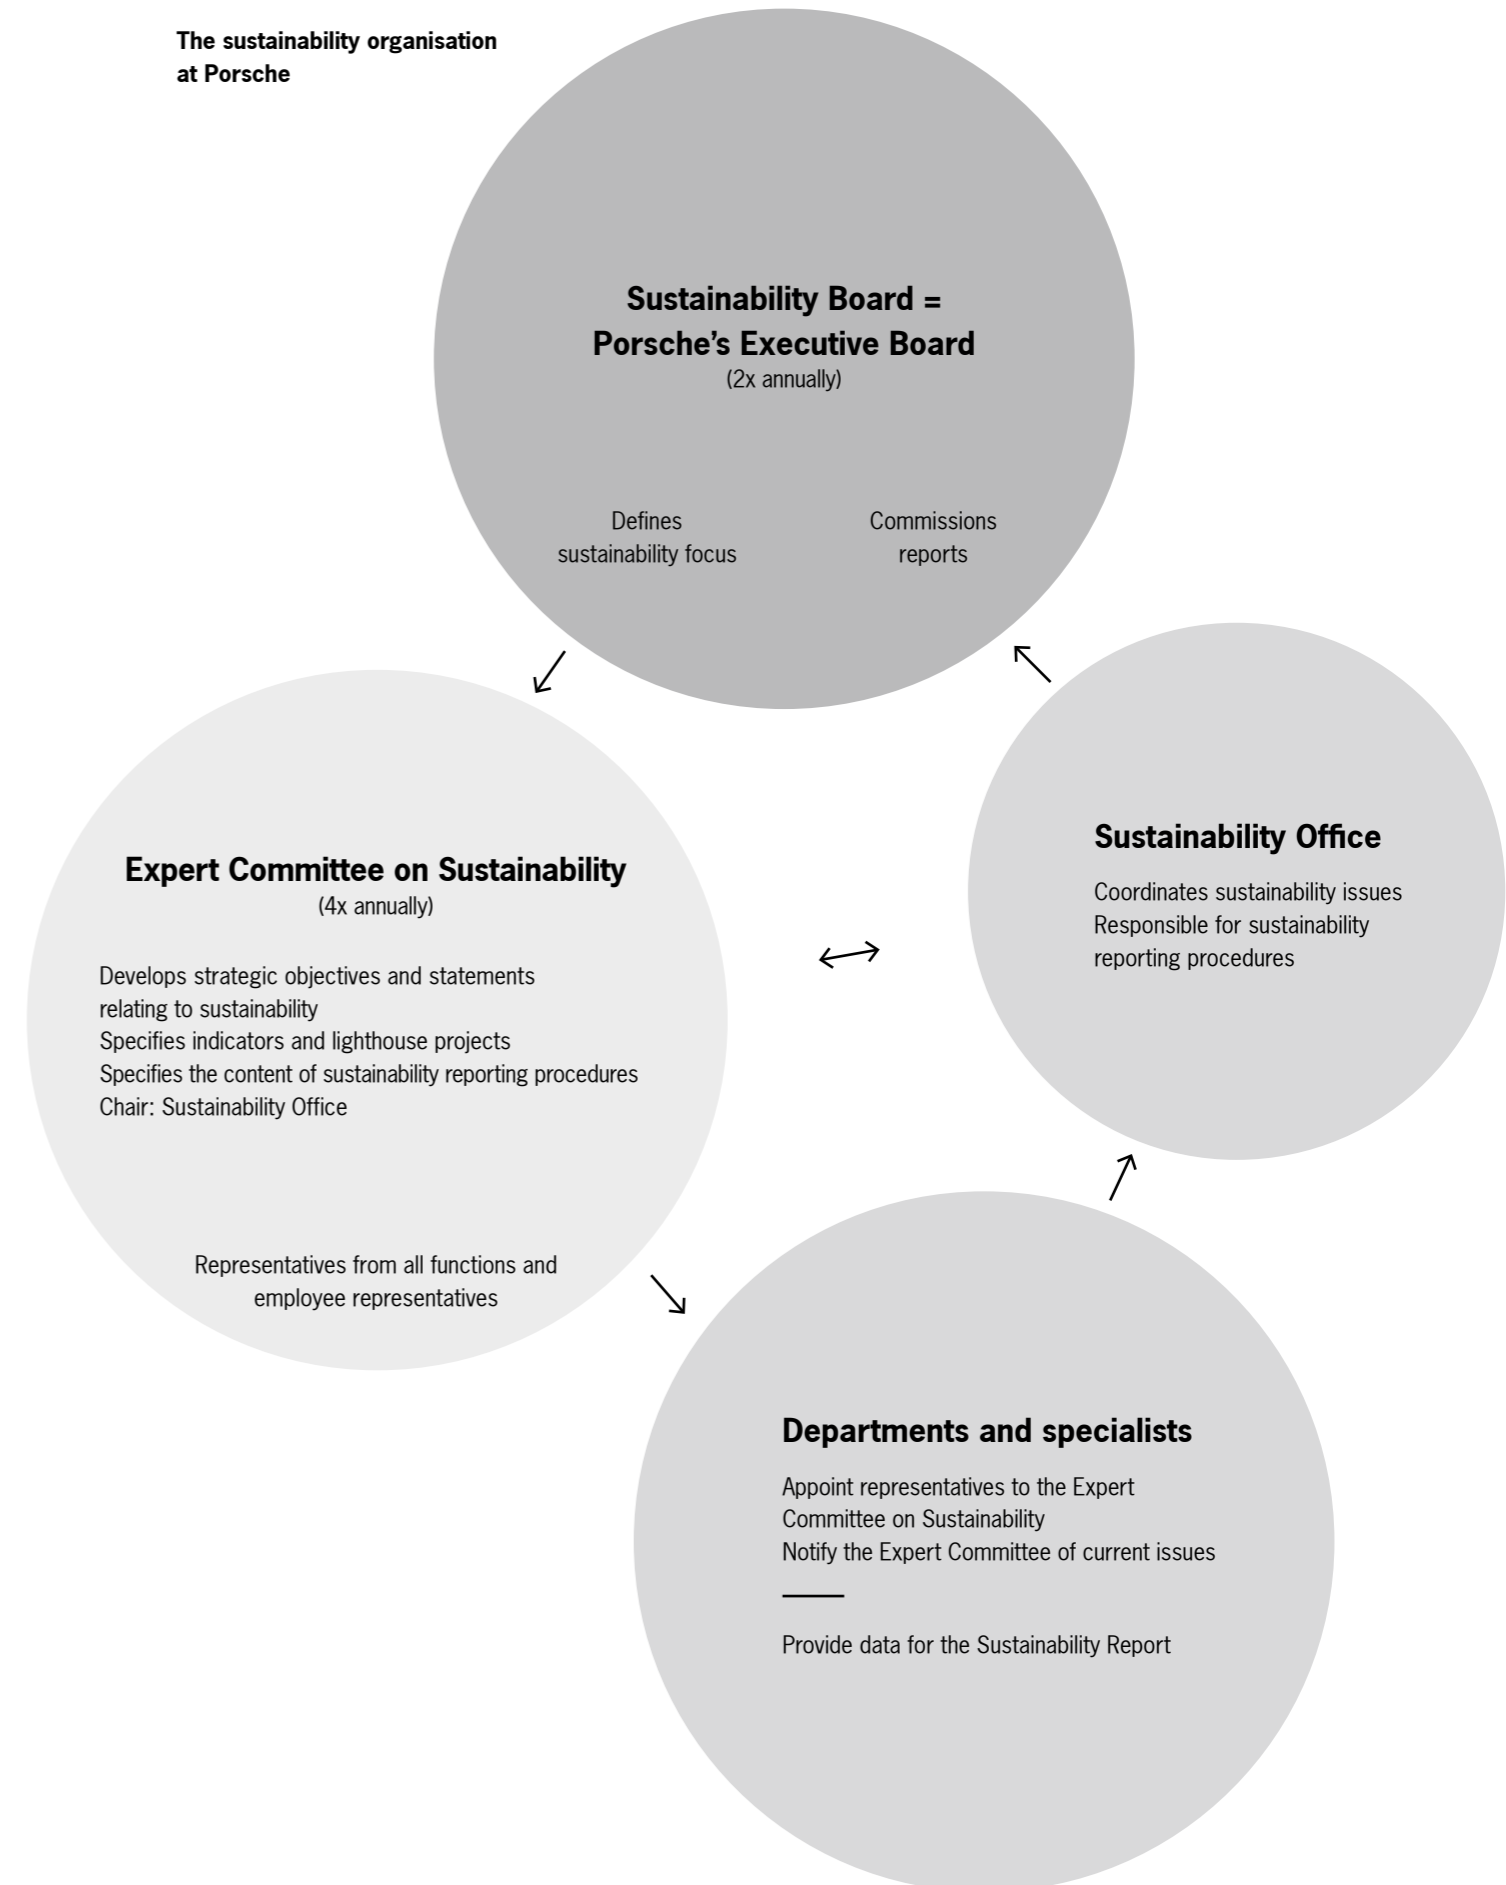 The sustainability organisation
at Porsche
Sustainability Board =
Porsche’s Executive Board
(2x annually)
Defines
sustainability focus
Commissions
reports
Expert Committee on Sustainability
(4x annually)
Develops strategic objectives and statements
relating to sustainability
Specifies indicators and lighthouse projects
Specifies the content of sustainability reporting procedures
Chair: Sustainability Office
Representatives from all functions and
employee representatives
Sustainability Office
Coordinates sustainability issues
Responsible for sustainability
reporting procedures
Departments and specialists
Appoint representatives to the Expert
Committee on Sustainability
Notify the Expert Committee of current issues
Provide data for the Sustainability Report